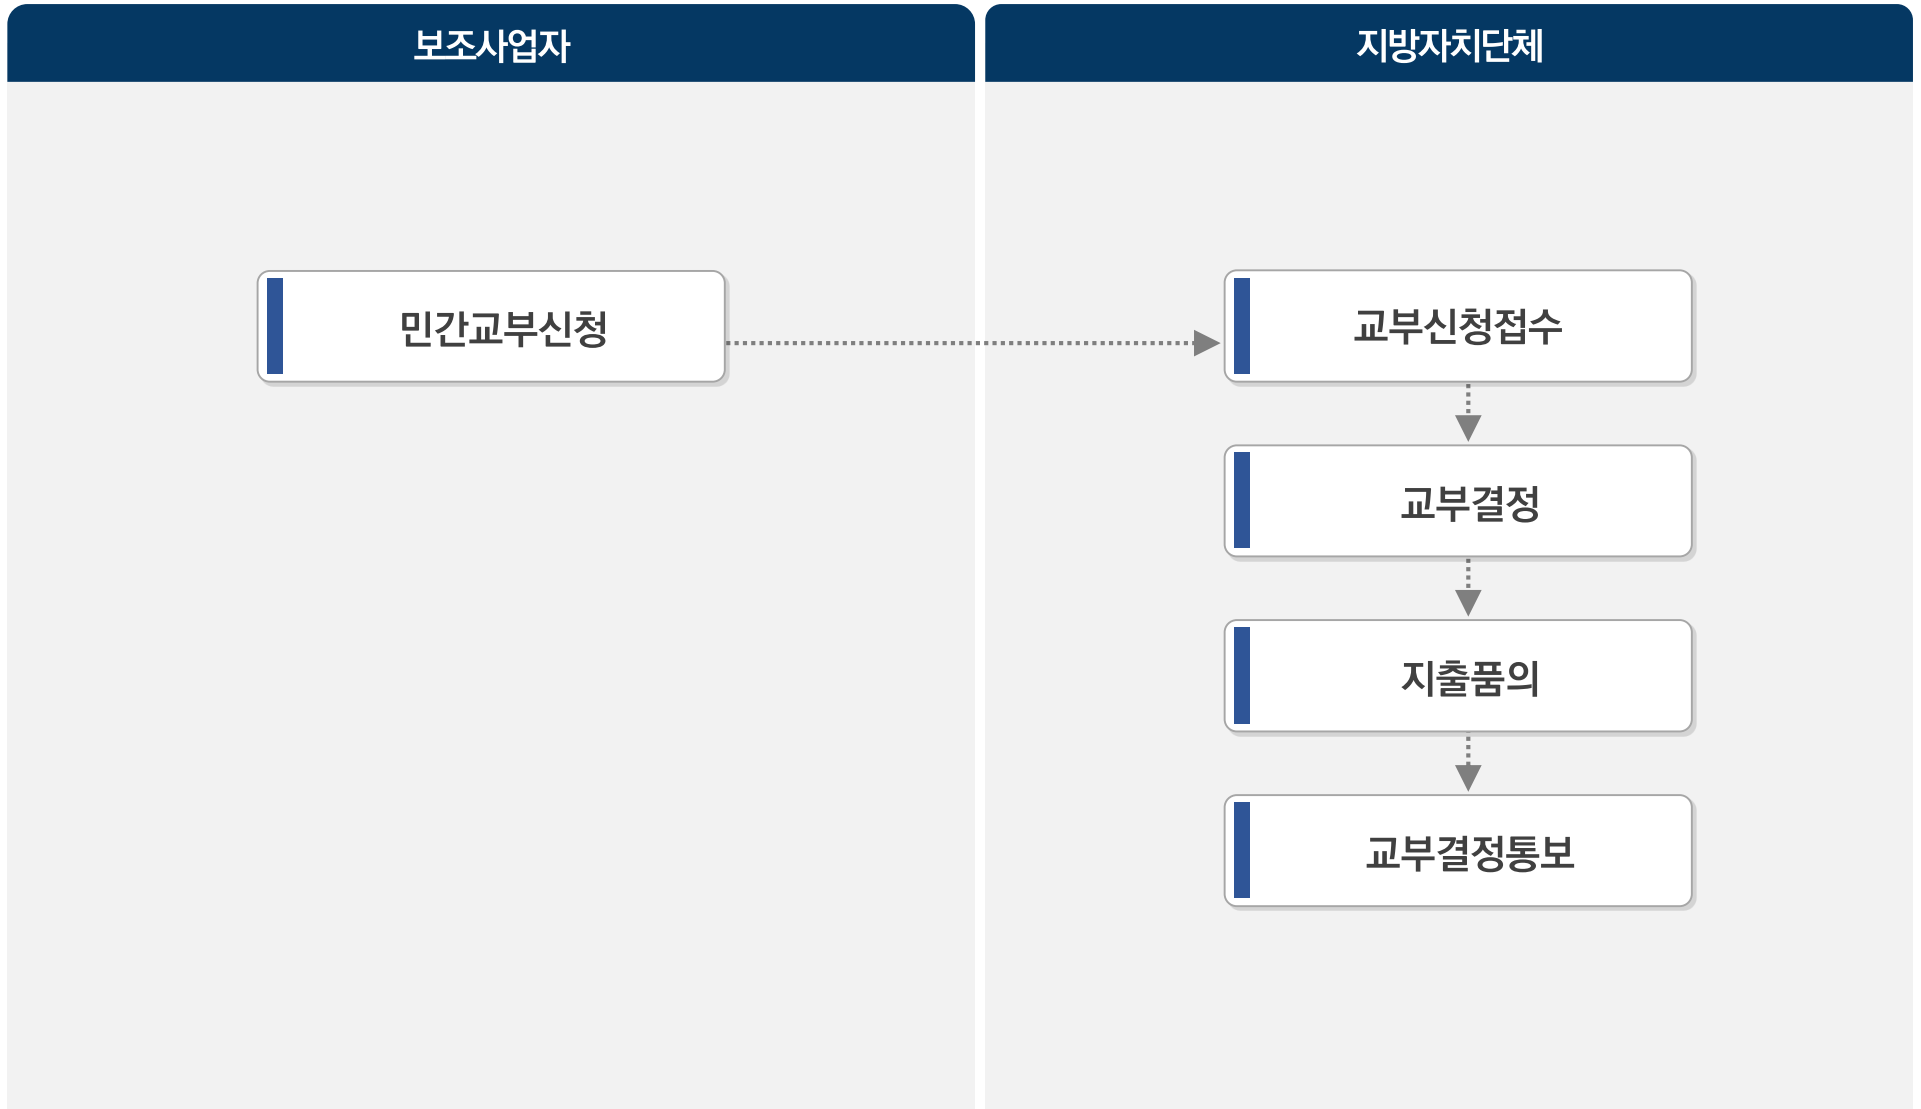 보조사업자
지방자치단체
민간교부신청
교부신청접수
교부결정
지출품의
교부결정통보